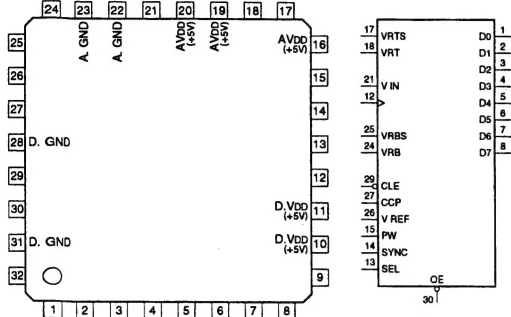 24 23 22 21 20 19 18 17
25 A. GND A. GND AVDD (+5V) AVDD (+5V) AVDD (+5V) 16
26 15
27 14
28 D. GND 13
29 12
30 D.VDD (+5V) 11
31 D. GND D.VDD (+5V) 10
32 9
1 2 3 4 5 6 7 8
17 VRTS D0 1
18 VRT D1 2
D2 3
21 V IN D3 4
12 D4 5
D5 6
25 VRBS D6 7
24 VRB D7 8
29 CLE
27 CCP
26 V REF
15 PW
14 SYNC
13 SEL
OE
30